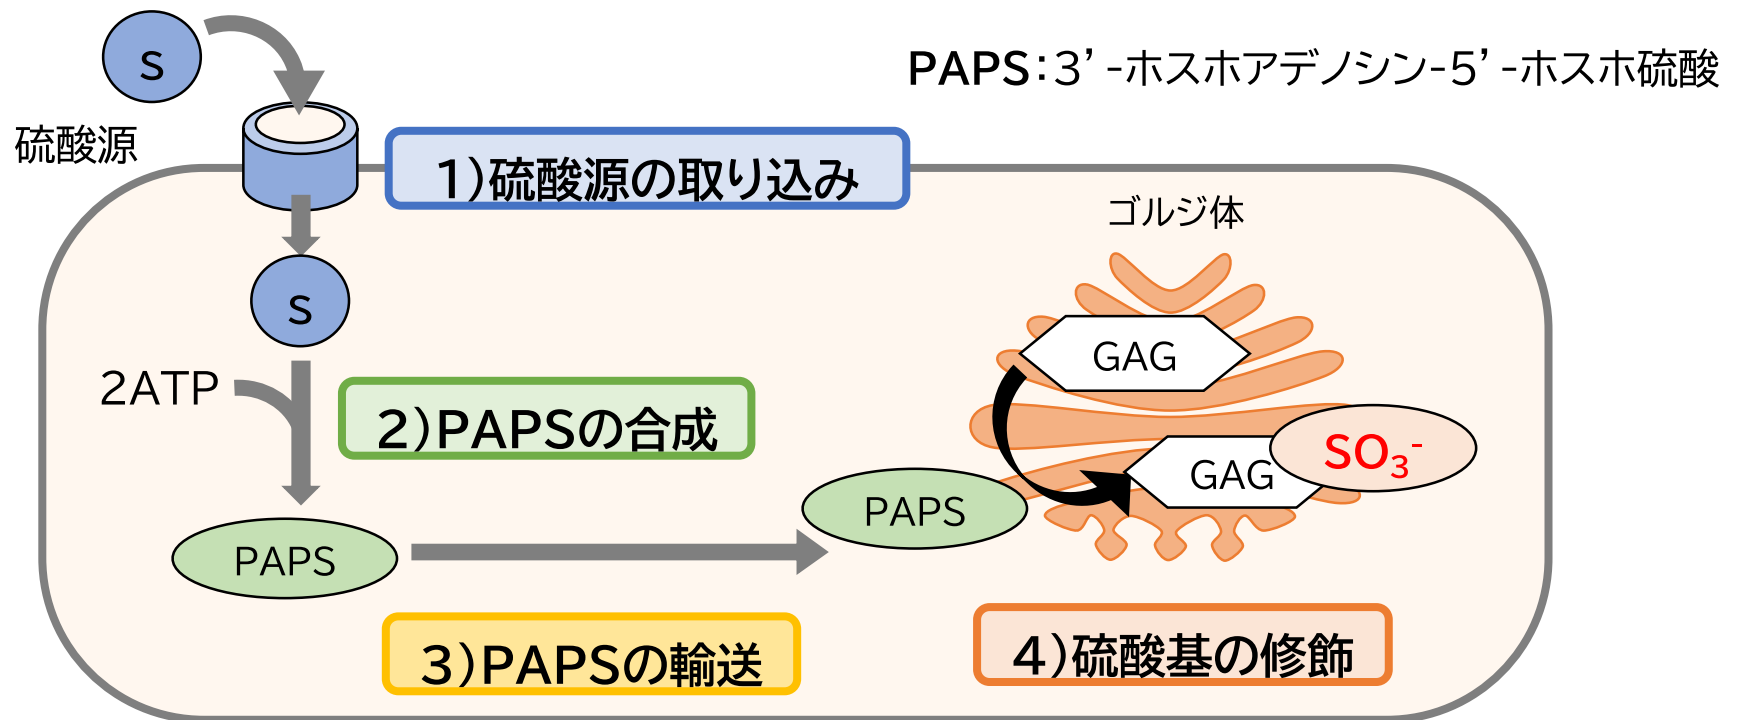 s
PAPS：3’-ホスホアデノシン-5’-ホスホ硫酸
硫酸源
1）硫酸源の取り込み
ゴルジ体
s
GAG
2ATP
2）PAPSの合成
SO₃⁻
GAG
PAPS
PAPS
3）PAPSの輸送
4）硫酸基の修飾